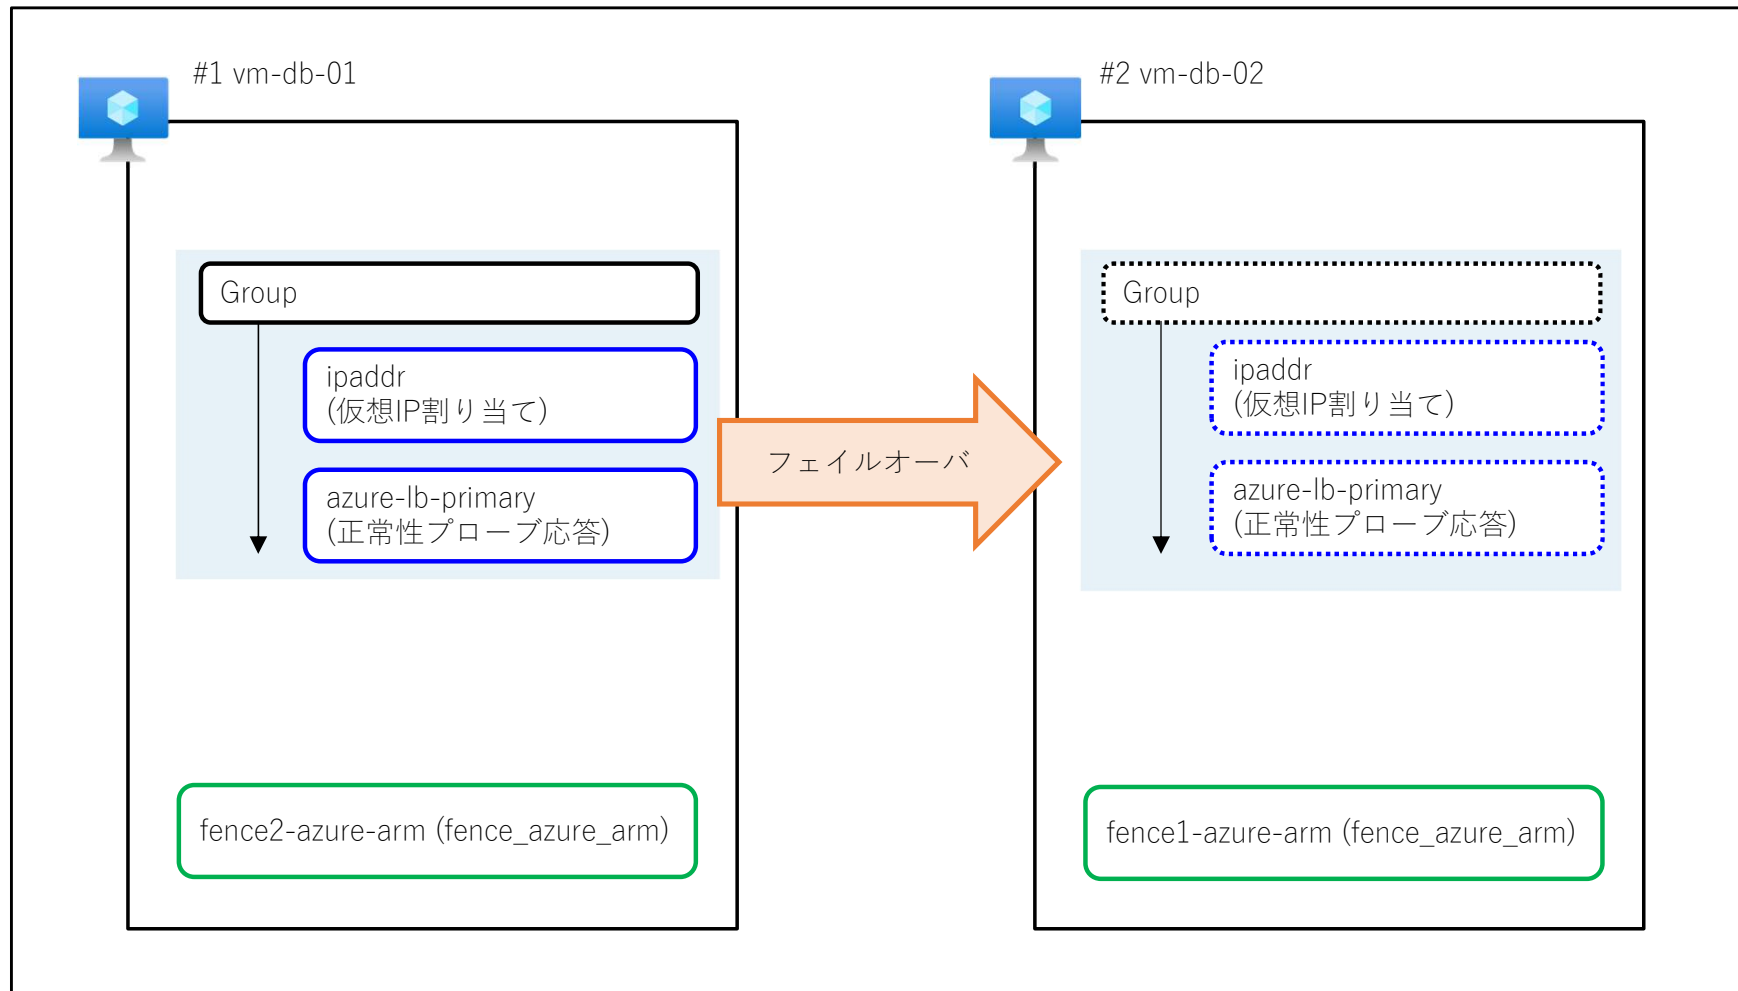 #1 vm-db-01
Group
ipaddr
(仮想IP割り当て)
azure-lb-primary
(正常性プローブ応答)
fence2-azure-arm (fence_azure_arm)
フェイルオーバ
#2 vm-db-02
Group
ipaddr
(仮想IP割り当て)
azure-lb-primary
(正常性プローブ応答)
fence1-azure-arm (fence_azure_arm)